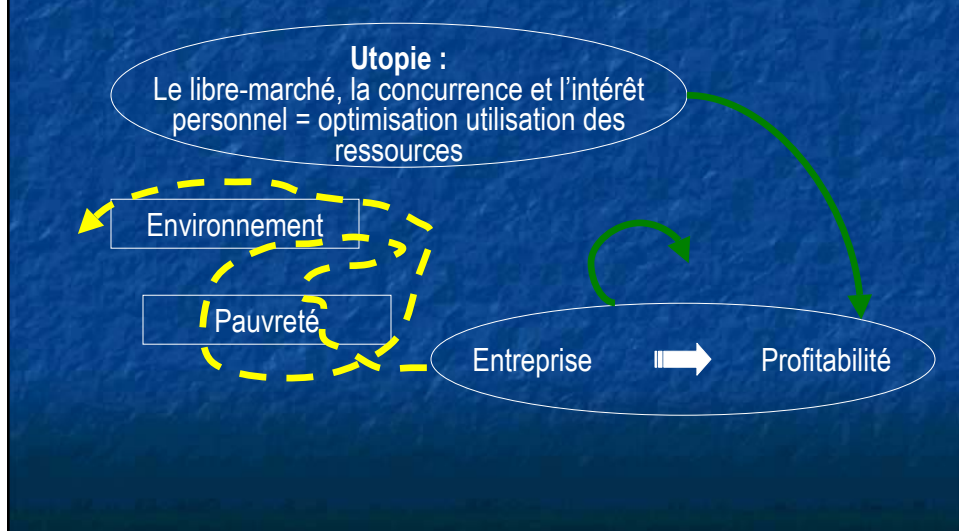 Utopie :
Le libre-marché, la concurrence et l’intérêt
personnel = optimisation utilisation des
ressources
Environnement
Pauvreté
Entreprise
Profitabilité